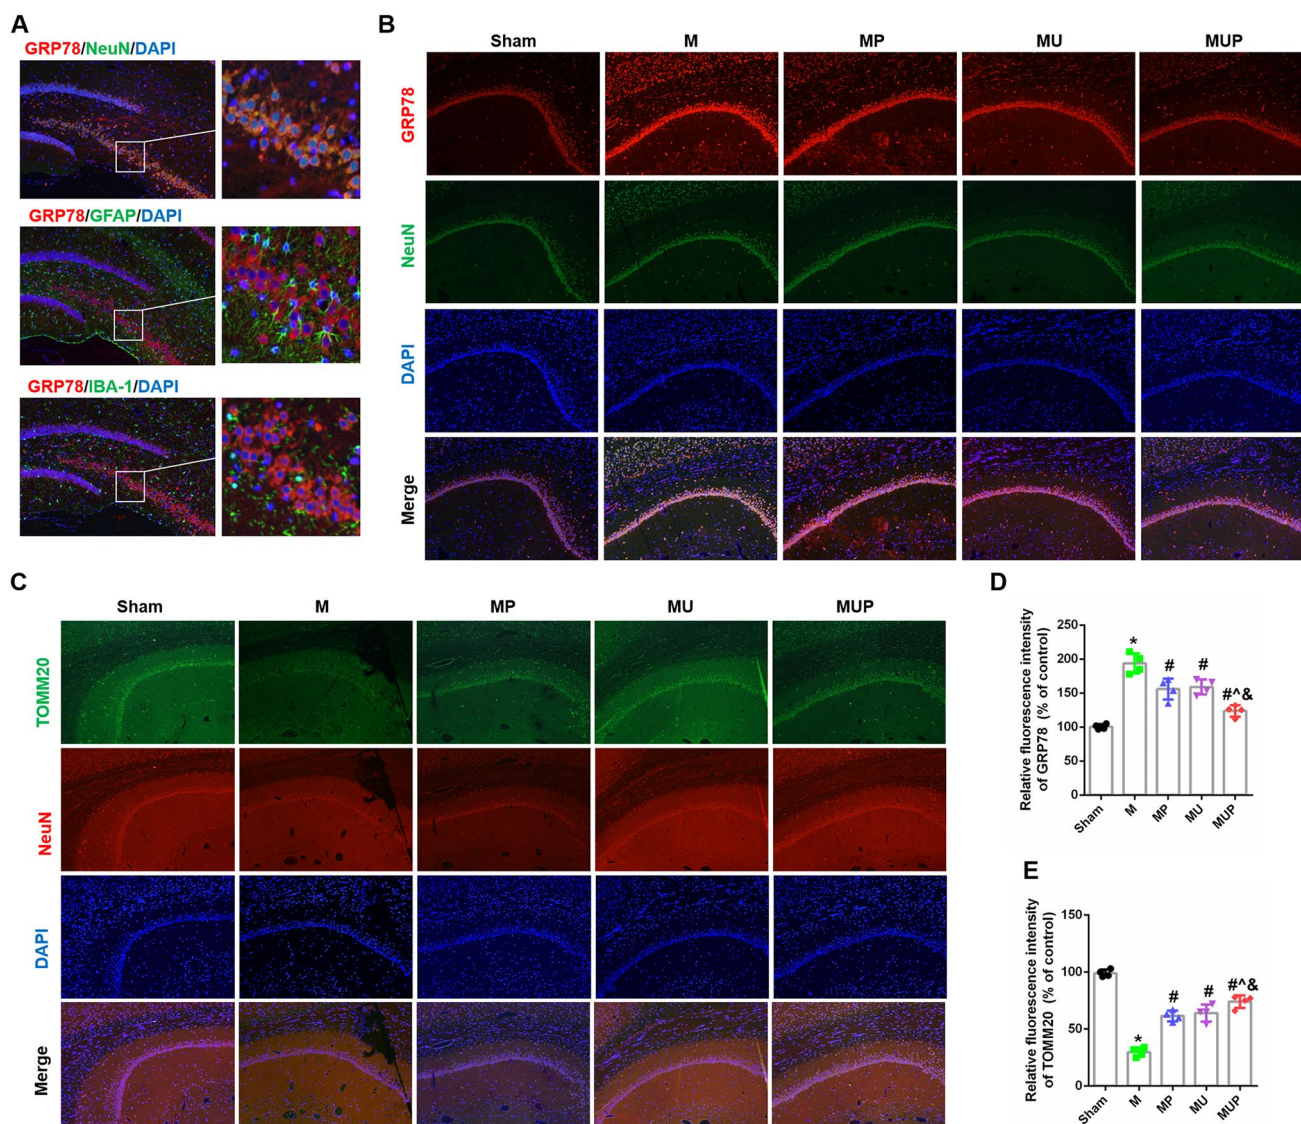 A
GRP78/NeuN/DAPI
GRP78/GFAP/DAPI
GRP78/IBA-1/DAPI
B
Sham M MP MU MUP
GRP78
NeuN
DAPI
Merge
C
Sham M MP MU MUP
TOMM20
NeuN
DAPI
Merge
D
Relative fluorescence intensity
of GRP78 (% of control)
250
200
150
100
50
0
* # # #^&
Sham M MP MU MUP
E
Relative fluorescence intensity
of TOMM20 (% of control)
150
100
50
0
* # # #^&
Sham M MP MU MUP